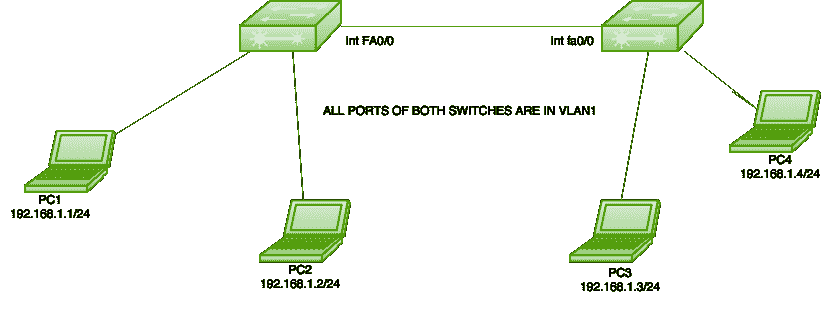 Int FA0/0
Int fa0/0
ALL PORTS OF BOTH SWITCHES ARE IN VLAN1
PC1
192.168.1.1/24
PC2
192.168.1.2/24
PC3
192.168.1.3/24
PC4
192.168.1.4/24